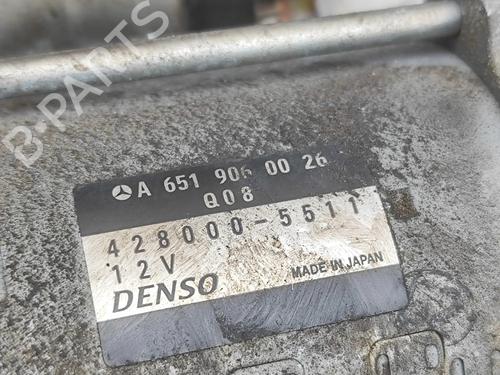 B-PARTS
A 651 906 00 26
Q08
428000-5511
12V
DENSO
MADE IN JAPAN